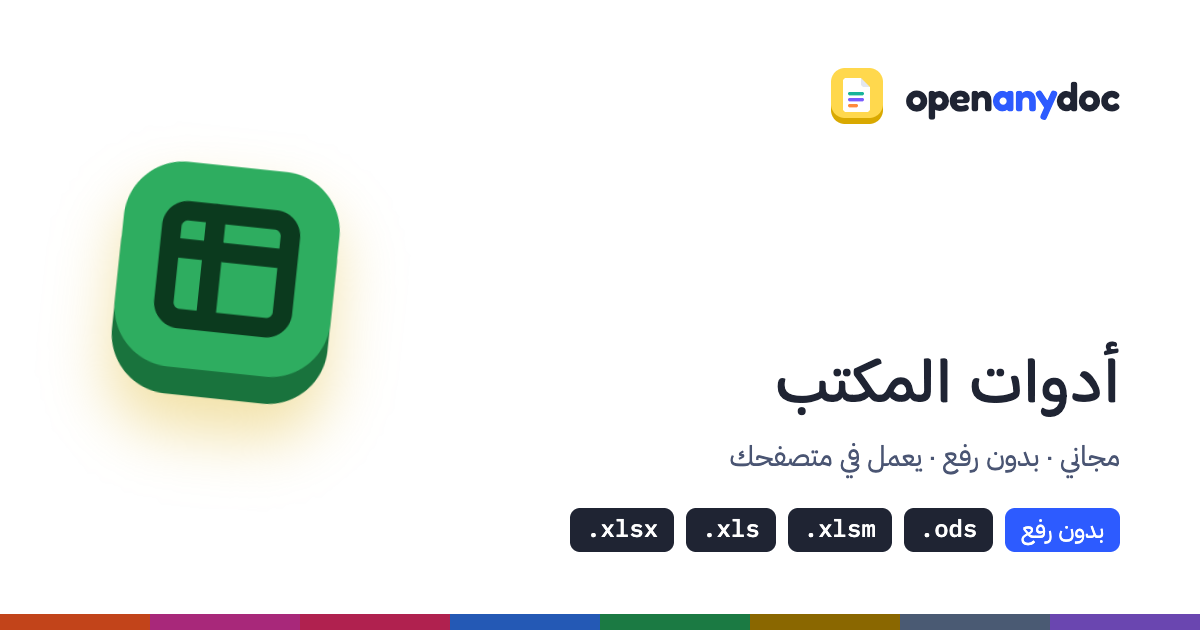 openanydoc
أدوات المكتب
مجاني · بدون رفع · يعمل في متصفحك
بدون رفع .ods .xlsm .xls .xlsx